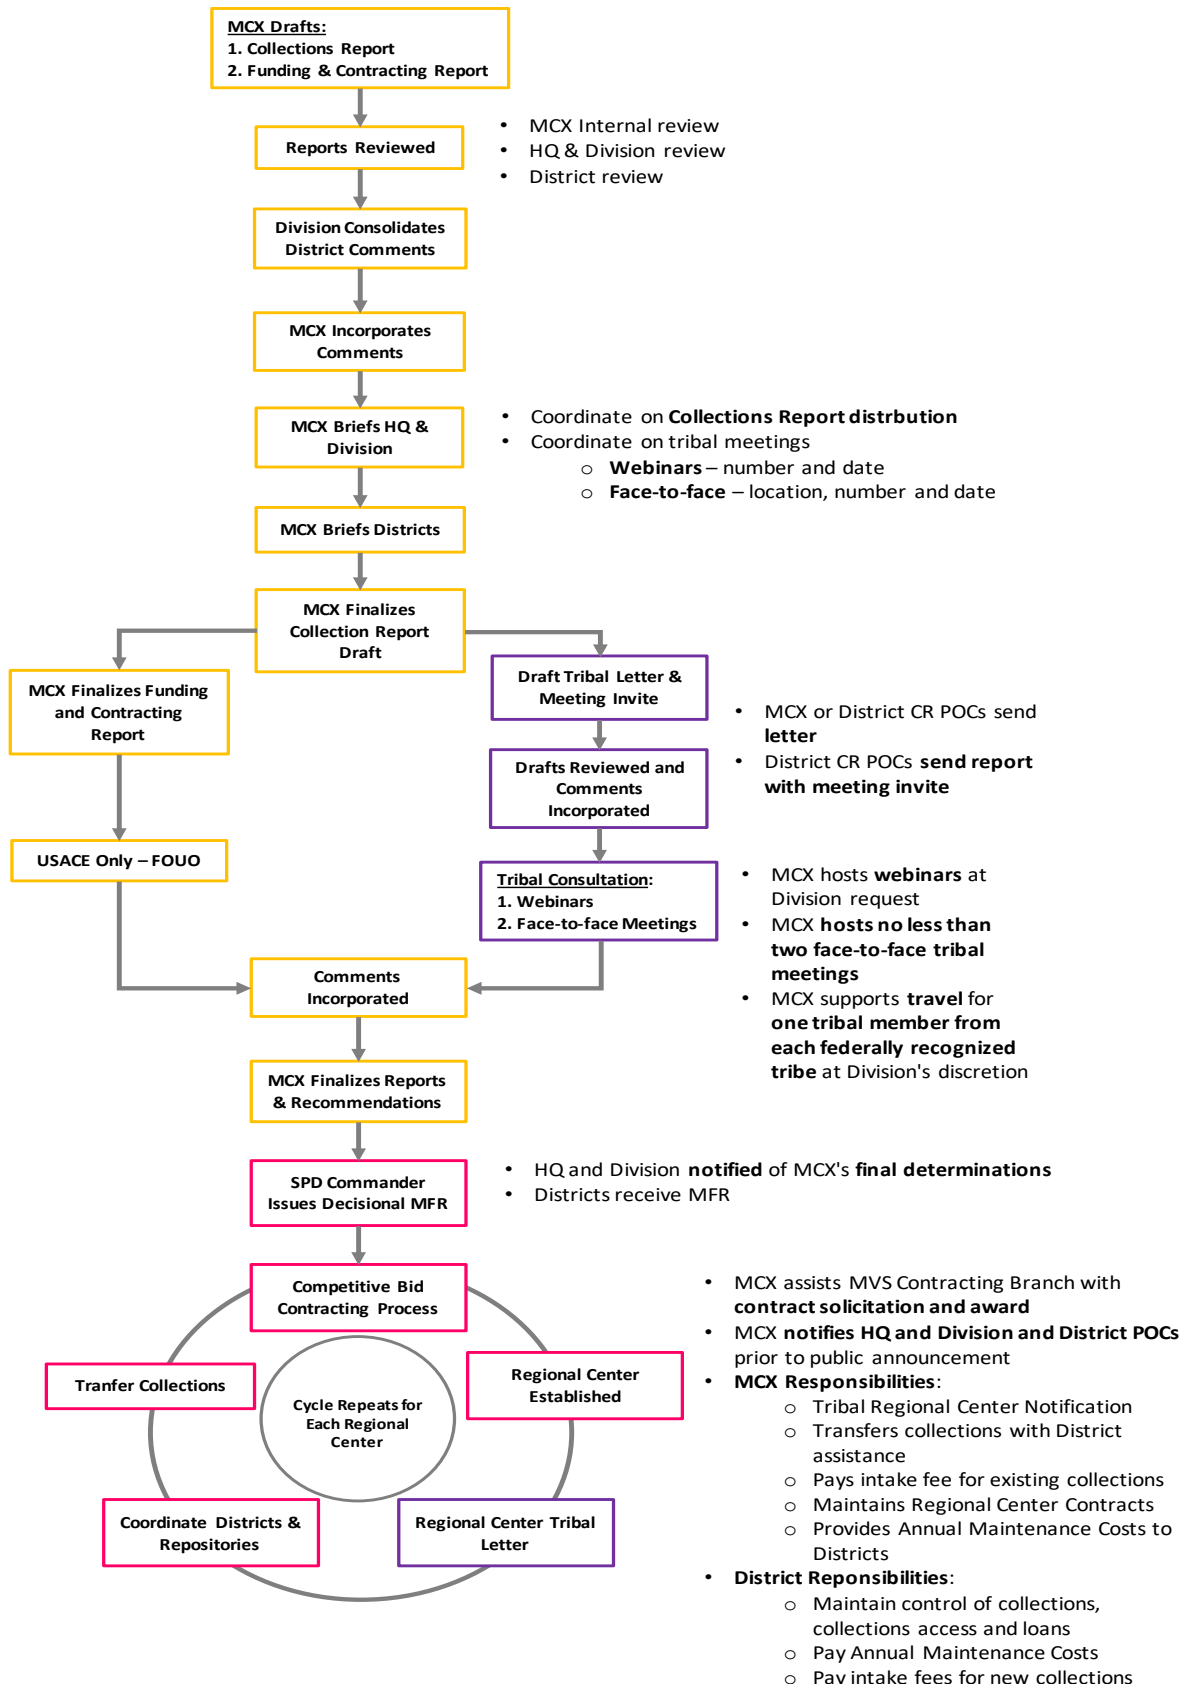 MCX Drafts:
1. Collections Report
2. Funding & Contracting Report
Reports Reviewed
• MCX Internal review
• HQ & Division review
• District review
Division Consolidates
District Comments
MCX Incorporates
Comments
MCX Briefs HQ &
Division
• Coordinate on Collections Report distrbution
• Coordinate on tribal meetings
o Webinars – number and date
o Face-to-face – location, number and date
MCX Briefs Districts
MCX Finalizes
Collection Report
Draft
MCX Finalizes Funding
and Contracting
Report
Draft Tribal Letter &
Meeting Invite
• MCX or District CR POCs send
letter
• District CR POCs send report
with meeting invite
Drafts Reviewed and
Comments
Incorporated
USACE Only – FOUO
Tribal Consultation:
1. Webinars
2. Face-to-face Meetings
• MCX hosts webinars at
Division request
• MCX hosts no less than
two face-to-face tribal
meetings
• MCX supports travel for
one tribal member from
each federally recognized
tribe at Division's discretion
Comments
Incorporated
MCX Finalizes Reports
& Recommendations
SPD Commander
Issues Decisional MFR
• HQ and Division notified of MCX's final determinations
• Districts receive MFR
Competitive Bid
Contracting Process
Regional Center
Established
Regional Center Tribal
Letter
Coordinate Districts &
Repositories
Tranfer Collections
Cycle Repeats for
Each Regional
Center
• MCX assists MVS Contracting Branch with
contract solicitation and award
• MCX notifies HQ and Division and District POCs
prior to public announcement
• MCX Responsibilities:
o Tribal Regional Center Notification
o Transfers collections with District
assistance
o Pays intake fee for existing collections
o Maintains Regional Center Contracts
o Provides Annual Maintenance Costs to
Districts
• District Reponsibilities:
o Maintain control of collections,
collections access and loans
o Pay Annual Maintenance Costs
o Pay intake fees for new collections